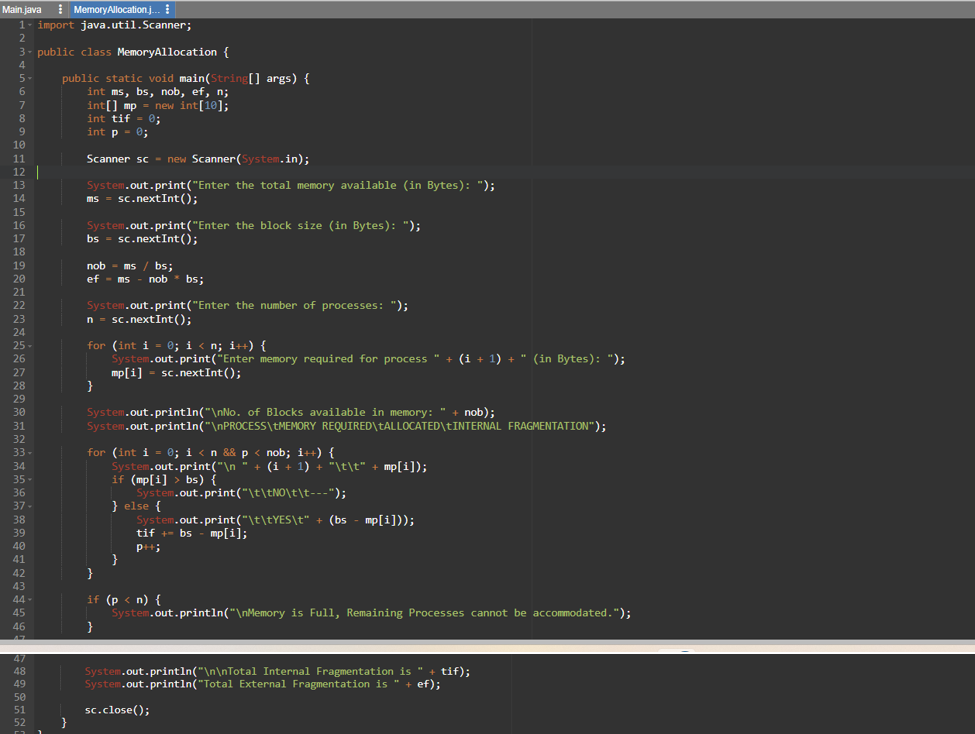 Main.java ⋮ MemoryAllocation.j... ⋮
1 import java.util.Scanner;
2
3 public class MemoryAllocation {
4
5     public static void main(String[] args) {
6         int ms, bs, nob, ef, n;
7         int[] mp = new int[10];
8         int tif = 0;
9         int p = 0;
10
11         Scanner sc = new Scanner(System.in);
12
13         System.out.print("Enter the total memory available (in Bytes): ");
14         ms = sc.nextInt();
15
16         System.out.print("Enter the block size (in Bytes): ");
17         bs = sc.nextInt();
18
19         nob = ms / bs;
20         ef = ms - nob * bs;
21
22         System.out.print("Enter the number of processes: ");
23         n = sc.nextInt();
24
25         for (int i = 0; i < n; i++) {
26             System.out.print("Enter memory required for process " + (i + 1) + " (in Bytes): ");
27             mp[i] = sc.nextInt();
28         }
29
30         System.out.println("\nNo. of Blocks available in memory: " + nob);
31         System.out.println("\nPROCESS\tMEMORY REQUIRED\tALLOCATED\tINTERNAL FRAGMENTATION");
32
33         for (int i = 0; i < n && p < nob; i++) {
34             System.out.print("\n " + (i + 1) + "\t\t" + mp[i]);
35             if (mp[i] > bs) {
36                 System.out.print("\t\tNO\t\t---");
37             } else {
38                 System.out.print("\t\tYES\t" + (bs - mp[i]));
39                 tif += bs - mp[i];
40                 p++;
41             }
42         }
43
44         if (p < n) {
45             System.out.println("\nMemory is Full, Remaining Processes cannot be accommodated.");
46         }
47
47
48         System.out.println("\n\nTotal Internal Fragmentation is " + tif);
49         System.out.println("Total External Fragmentation is " + ef);
50
51         sc.close();
52     }